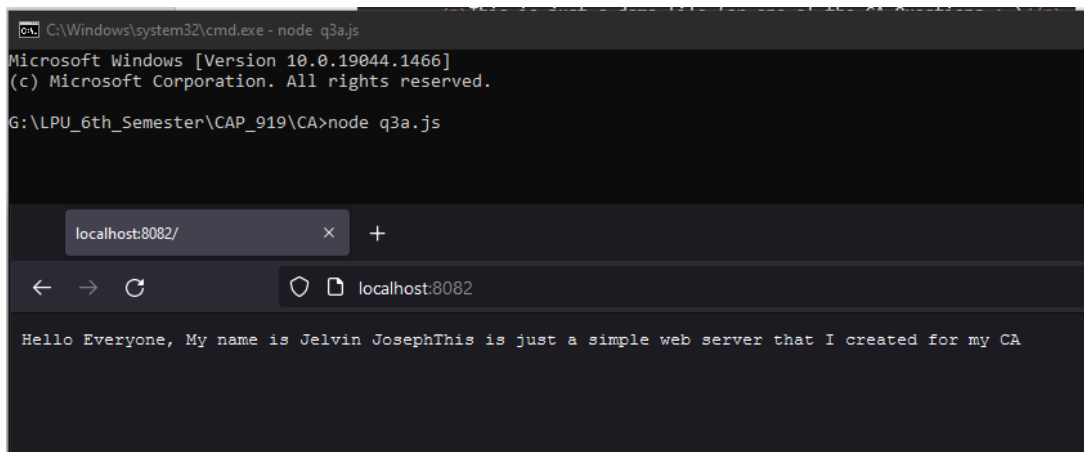 C:\Windows\system32\cmd.exe - node q3a.js
Microsoft Windows [Version 10.0.19044.1466]
(c) Microsoft Corporation. All rights reserved.
G:\LPU_6th_Semester\CAP_919\CA>node q3a.js
localhost:8082/
localhost:8082
Hello Everyone, My name is Jelvin JosephThis is just a simple web server that I created for my CA